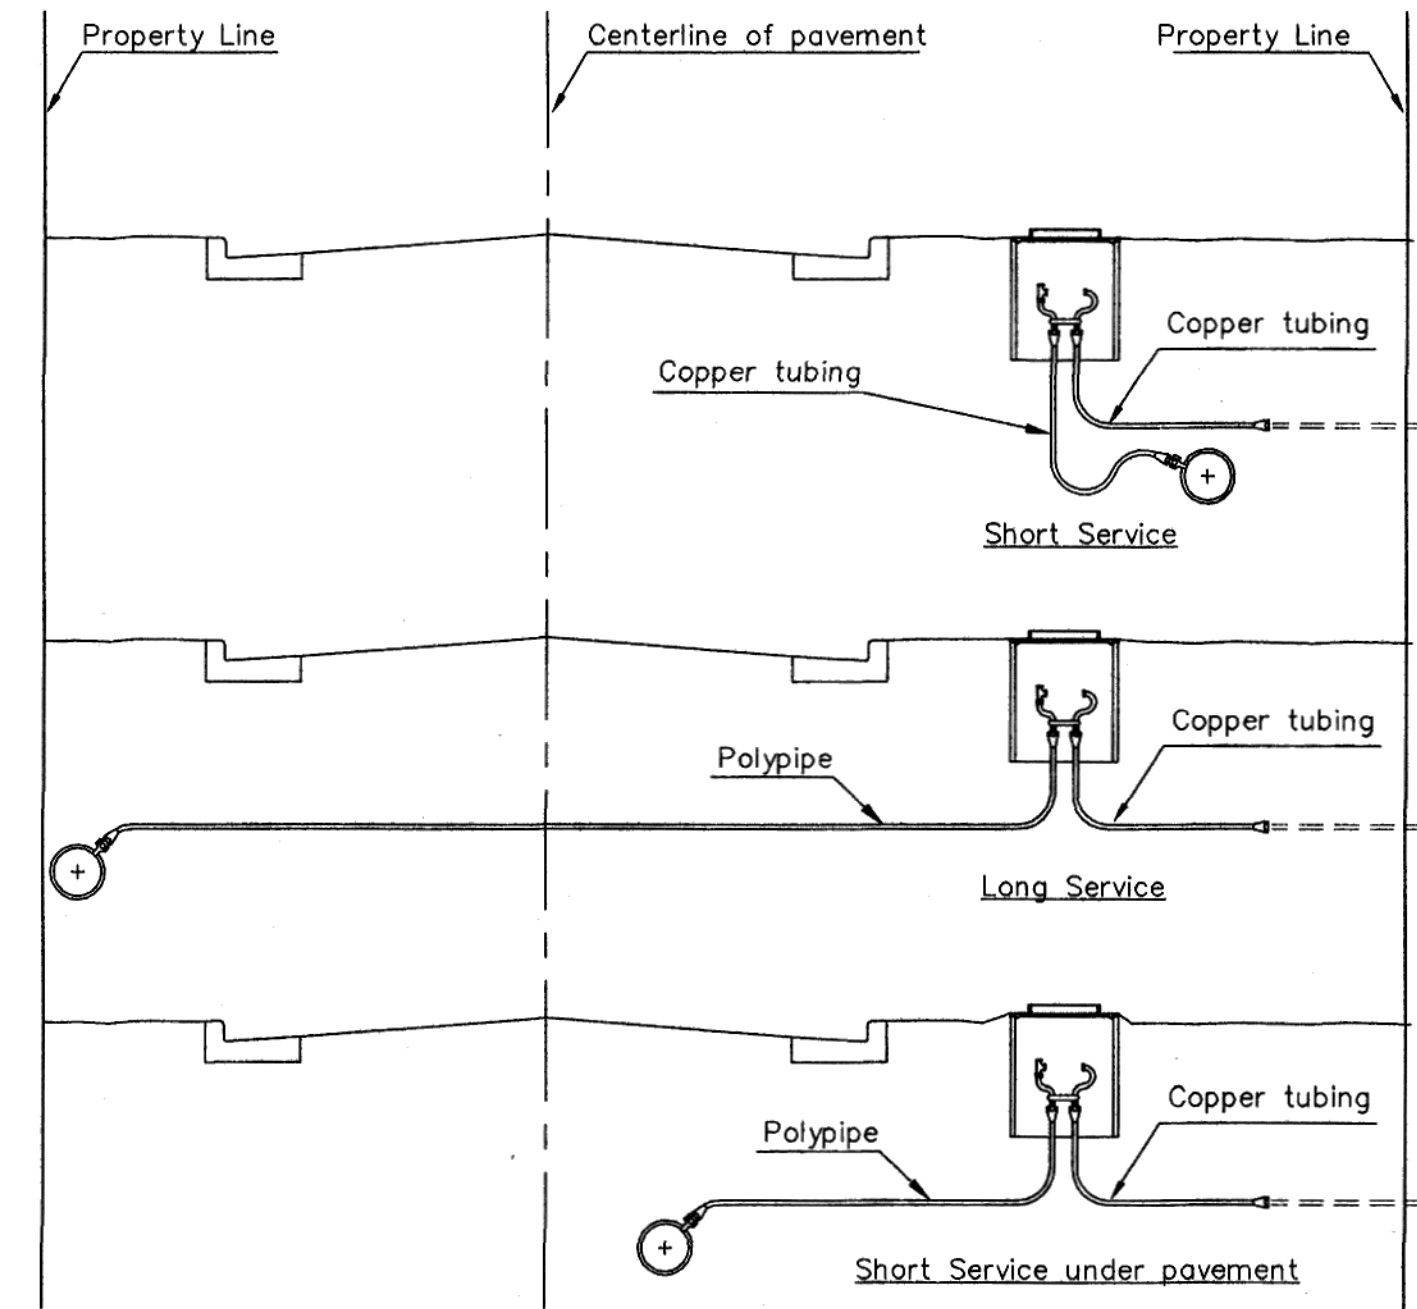 Property Line
Centerline of pavement
Property Line
Copper tubing
Copper tubing
Short Service
Copper tubing
Polypipe
Long Service
Copper tubing
Polypipe
Short Service under pavement